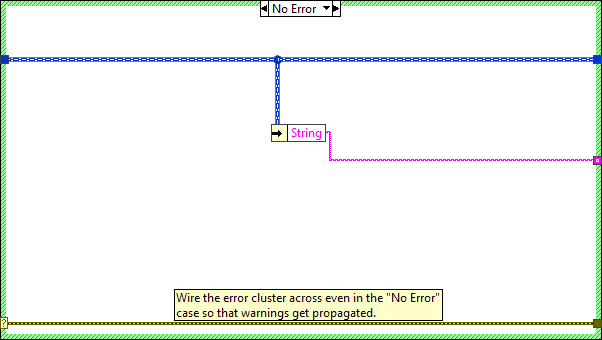 No Error
String
Wire the error cluster across even in the "No Error"
case so that warnings get propagated.
?